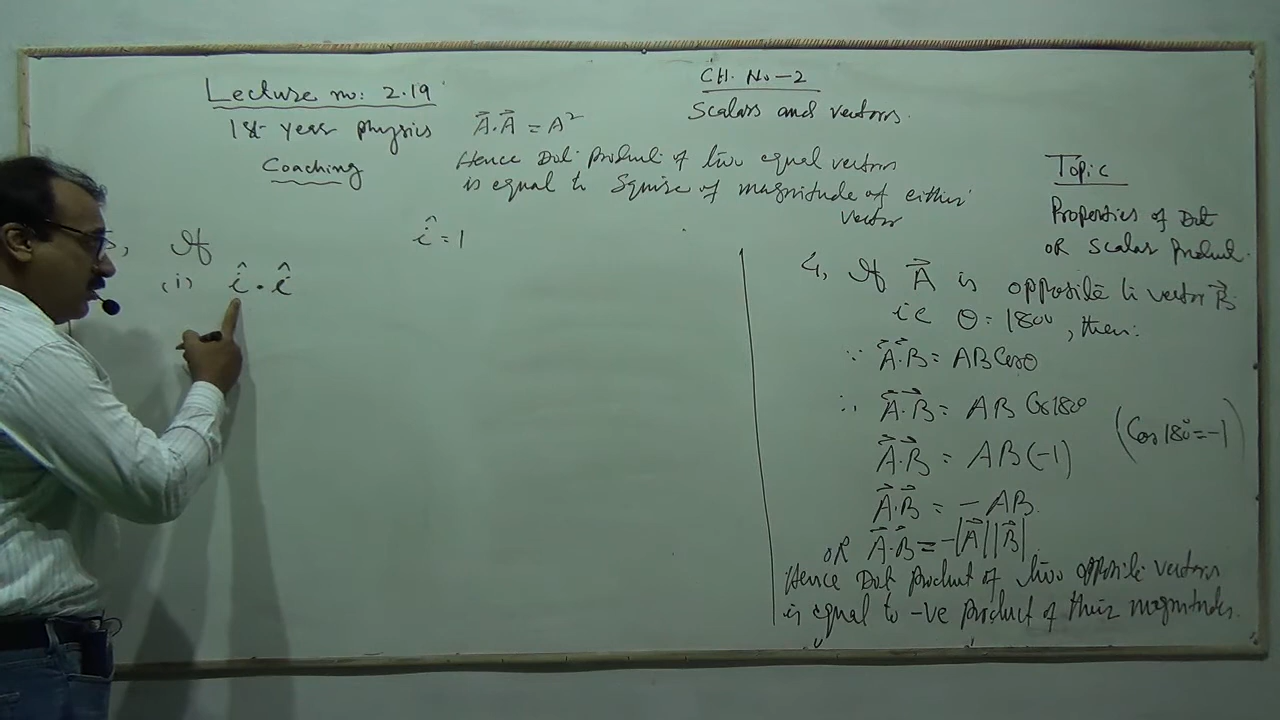 Lecture no: 2.19
1st year physics
Coaching
CH. No-2
Scalars and vectors.
Topic
Properties of Dot
OR Scalar Product.
A⃗.A⃗ = A²
Hence Dot product of two equal vectors
is equal to Squire of magnitude of either
vector
5, If
(i) î . î
î = 1
4, If A⃗ is opposite to vector B⃗
ie θ = 180°, then:
∵ A⃗.B⃗ = AB Cosθ
∴ A⃗.B⃗ = AB Cos180
(Cos 180° = -1)
A⃗.B⃗ = AB(-1)
A⃗.B⃗ = - AB.
OR A⃗.B⃗ = -|A⃗||B⃗|
Hence Dot product of two opposite vectors
is equal to -ve product of their magnitudes.